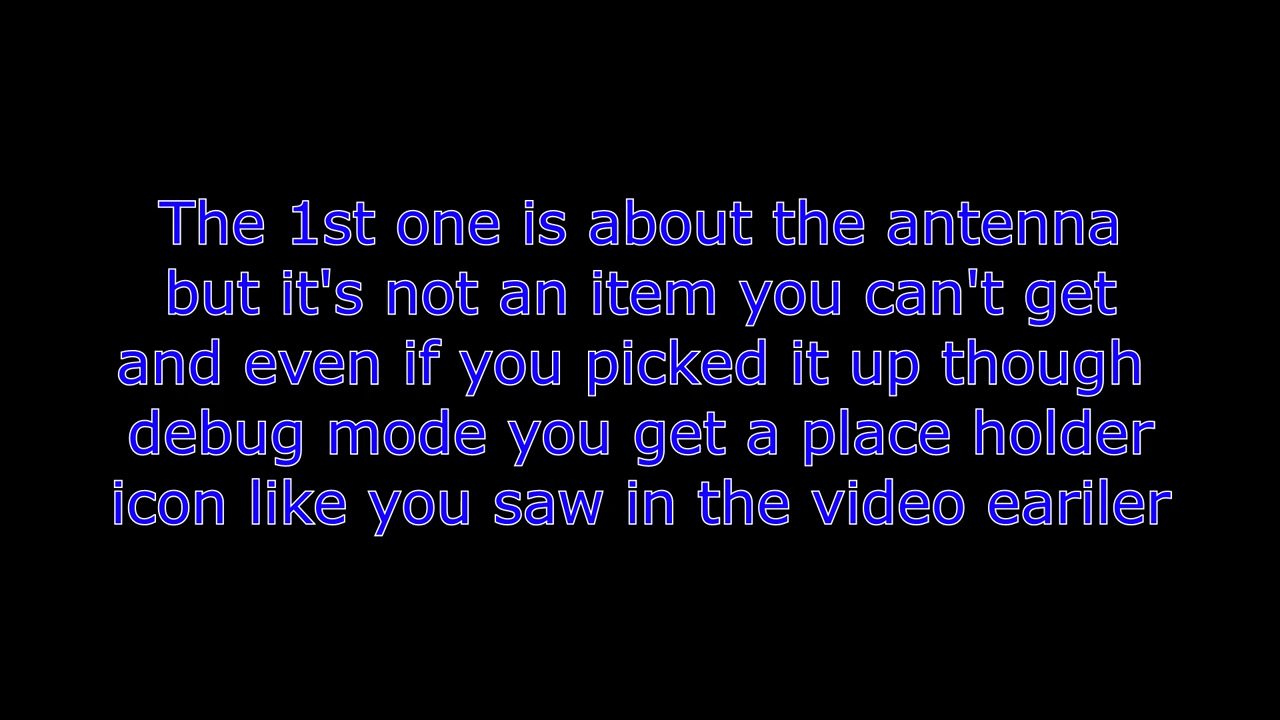 The 1st one is about the antenna
but it's not an item you can't get
and even if you picked it up though
debug mode you get a place holder
icon like you saw in the video eariler